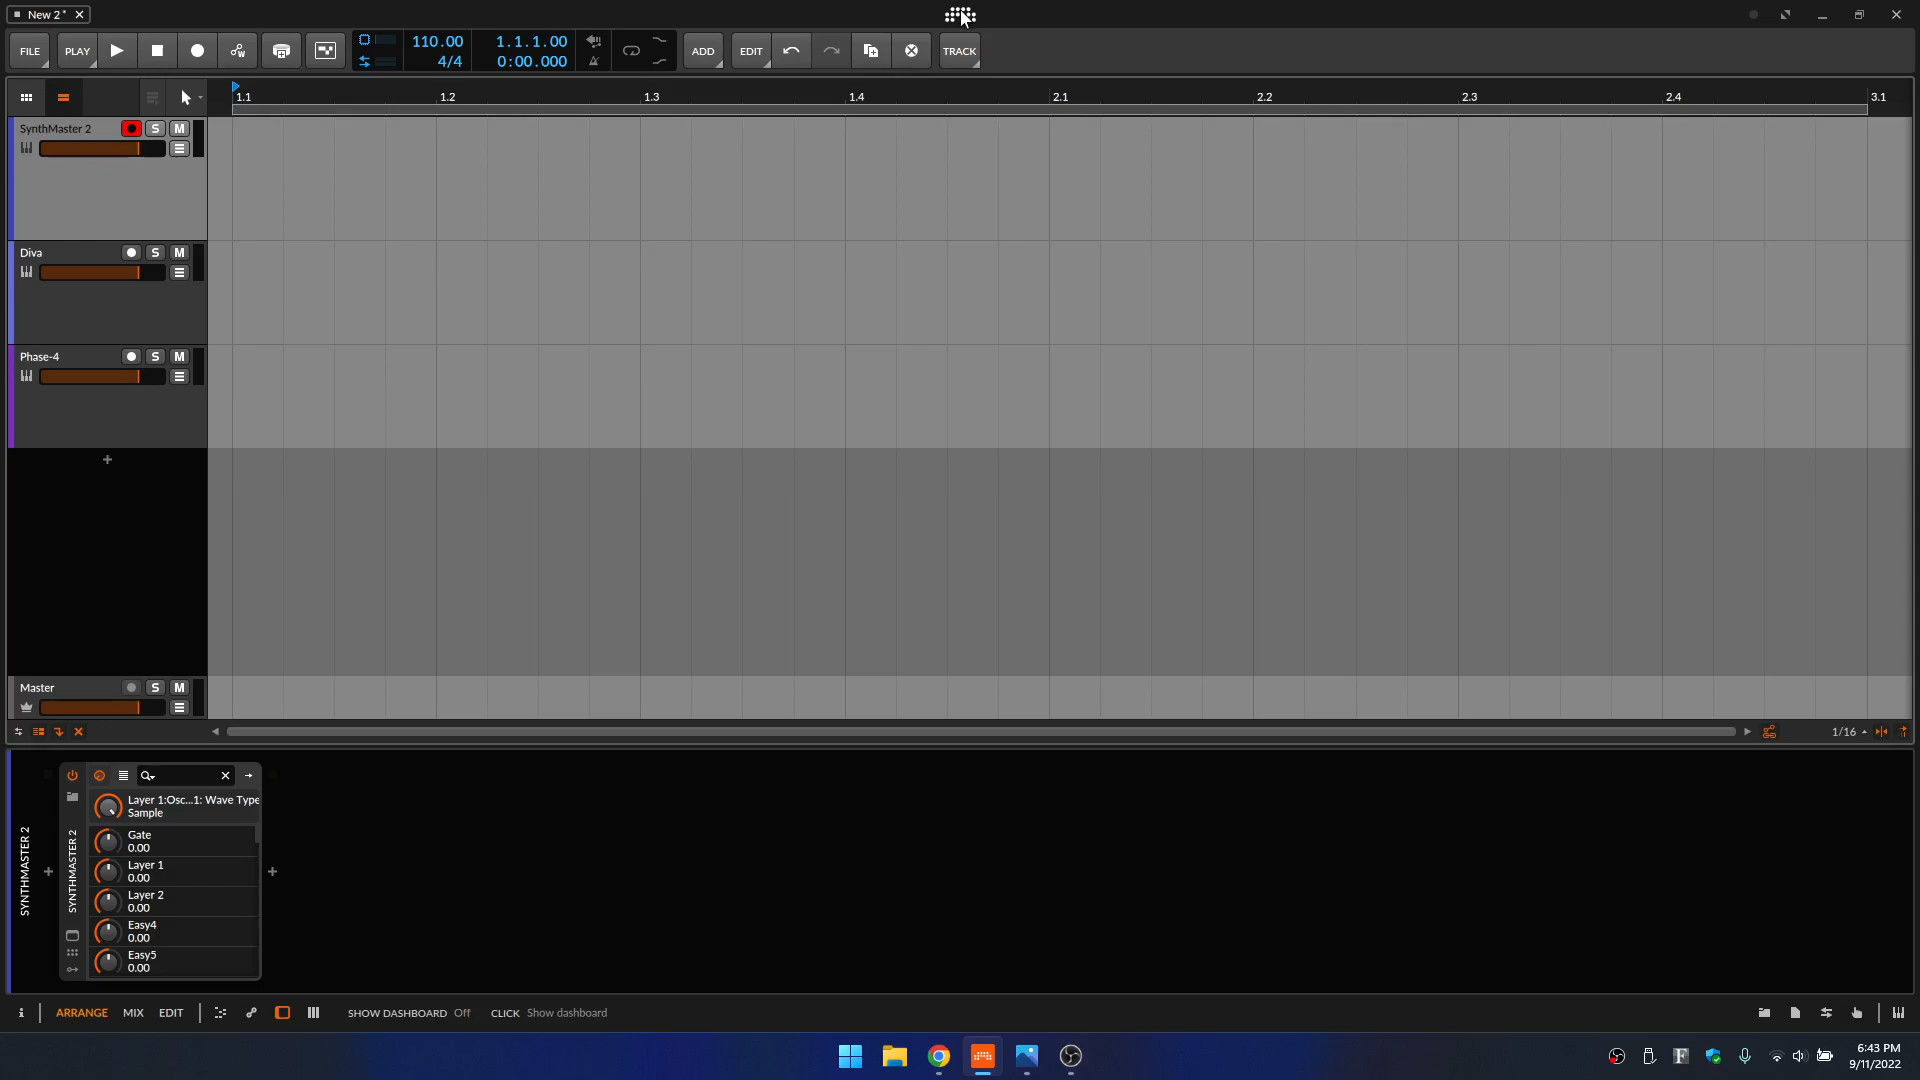 New 2*
FILE
PLAY
110.00
4/4
1.1.1.00
0:00.000
ADD
EDIT
TRACK
1.1
1.2
1.3
1.4
2.1
2.2
2.3
2.4
3.1
SynthMaster 2
S
M
Diva
S
M
Phase-4
S
M
Master
S
M
1/16
SYNTHMASTER 2
SYNTHMASTER 2
Layer 1:Osc...1: Wave Type
Sample
Gate
0.00
Layer 1
0.00
Layer 2
0.00
Easy4
0.00
Easy5
0.00
ARRANGE
MIX
EDIT
SHOW DASHBOARD Off
CLICK Show dashboard
6:43 PM
9/11/2022